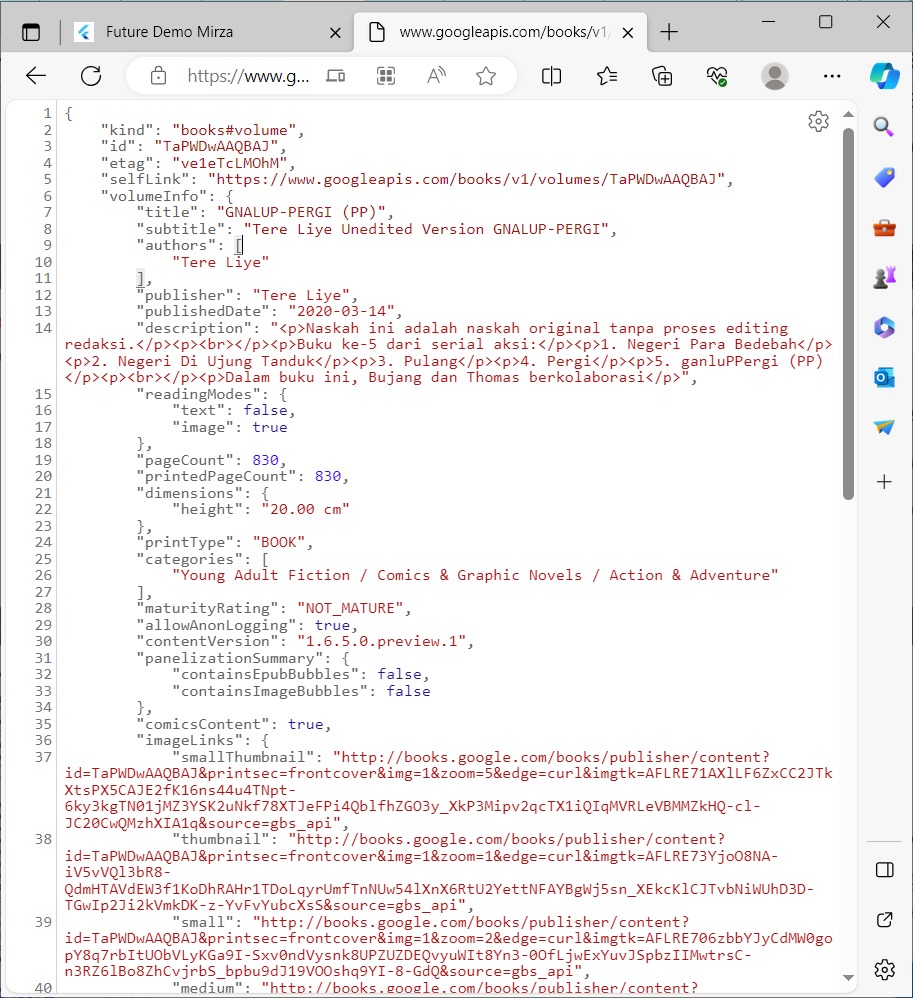 Future Demo Mirza
www.googleapis.com/books/v1/
https://www.g...
1 {
2 "kind": "books#volume",
3 "id": "TaPWDwAAQBAJ",
4 "etag": "ve1eTcLMOhM",
5 "selfLink": "https://www.googleapis.com/books/v1/volumes/TaPWDwAAQBAJ",
6 "volumeInfo": {
7 "title": "GNALUP-PERGI (PP)",
8 "subtitle": "Tere Liye Unedited Version GNALUP-PERGI",
9 "authors": [
10 "Tere Liye"
11 ],
12 "publisher": "Tere Liye",
13 "publishedDate": "2020-03-14",
14 "description": "<p>Naskah ini adalah naskah original tanpa proses editing
redaksi.</p><p><br></p><p>Buku ke-5 dari serial aksi:</p><p>1. Negeri Para Bedebah</p>
<p>2. Negeri Di Ujung Tanduk</p><p>3. Pulang</p><p>4. Pergi</p><p>5. ganluPPergi (PP)
</p><p><br></p><p>Dalam buku ini, Bujang dan Thomas berkolaborasi</p>",
15 "readingModes": {
16 "text": false,
17 "image": true
18 },
19 "pageCount": 830,
20 "printedPageCount": 830,
21 "dimensions": {
22 "height": "20.00 cm"
23 },
24 "printType": "BOOK",
25 "categories": [
26 "Young Adult Fiction / Comics & Graphic Novels / Action & Adventure"
27 ],
28 "maturityRating": "NOT_MATURE",
29 "allowAnonLogging": true,
30 "contentVersion": "1.6.5.0.preview.1",
31 "panelizationSummary": {
32 "containsEpubBubbles": false,
33 "containsImageBubbles": false
34 },
35 "comicsContent": true,
36 "imageLinks": {
37 "smallThumbnail": "http://books.google.com/books/publisher/content?
id=TaPWDwAAQBAJ&printsec=frontcover&img=1&zoom=5&edge=curl&imgtk=AFLRE71AXlLF6ZxCC2JTk
XtsPX5CAJE2fK16ns44u4TNpt-
6ky3kgTN01jMZ3YSK2uNkf78XTJeFPi4QblfhZGO3y_XkP3Mipv2qcTX1iQIqMVRLeVBMMZkHQ-cl-
JC20CwQMzhXIA1q&source=gbs_api",
38 "thumbnail": "http://books.google.com/books/publisher/content?
id=TaPWDwAAQBAJ&printsec=frontcover&img=1&zoom=1&edge=curl&imgtk=AFLRE73YjoO8NA-
iV5vVQl3bR8-
QdmHTAVdEW3f1KoDhRAHr1TDoLqyrUmfTnNUw54lXnX6RtU2YettNFAYBgWj5sn_XEkcKlCJTvbNiWUhD3D-
TGwIp2Ji2kVmkDK-z-YvFvYubcXsS&source=gbs_api",
39 "small": "http://books.google.com/books/publisher/content?
id=TaPWDwAAQBAJ&printsec=frontcover&img=1&zoom=2&edge=curl&imgtk=AFLRE706zbbYJyCdMW0go
pY8q7rbItUObVLyKGa9I-Sxv0ndVysnk8UPZUZDEQvyuWIt8Yn3-0OfLjwExYuvJSpbzIIMwtrsC-
n3RZ6lBo8ZhCvjrbS_bpbu9dJ19VOOshq9YI-8-GdQ&source=gbs_api",
40 "medium": "http://books.google.com/books/publisher/content?